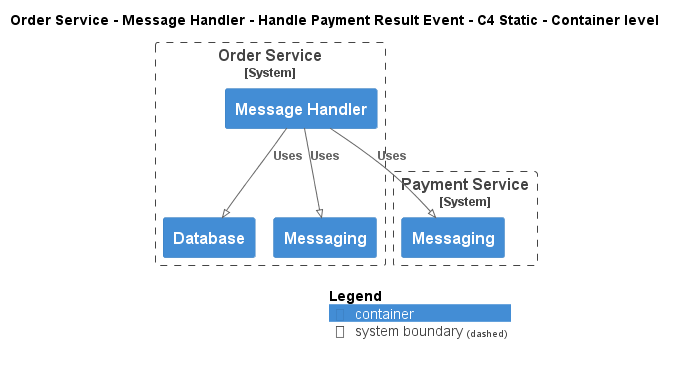 Order Service - Message Handler - Handle Payment Result Event - C4 Static - Container level
Order Service
[System]
Message Handler
Uses
Uses
Uses
Payment Service
[System]
Database
Messaging
Messaging
Legend
container
system boundary (dashed)